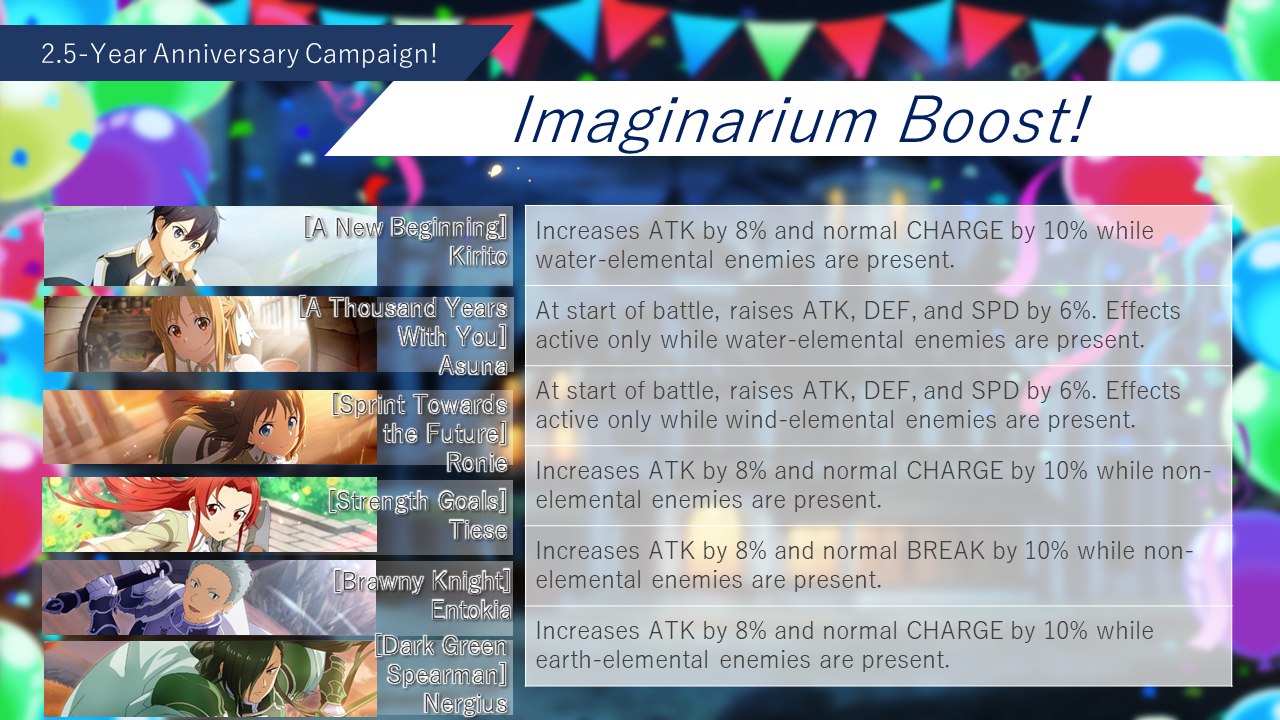 2.5-Year Anniversary Campaign!
Imaginarium Boost!
[A New Beginning]
Kirito
Increases ATK by 8% and normal CHARGE by 10% while
water-elemental enemies are present.
[A Thousand Years
With You]
Asuna
At start of battle, raises ATK, DEF, and SPD by 6%. Effects
active only while water-elemental enemies are present.
[Sprint Towards
the Future]
Ronie
At start of battle, raises ATK, DEF, and SPD by 6%. Effects
active only while wind-elemental enemies are present.
[Strength Goals]
Tiese
Increases ATK by 8% and normal CHARGE by 10% while non-
elemental enemies are present.
[Brawny Knight]
Entokia
Increases ATK by 8% and normal BREAK by 10% while non-
elemental enemies are present.
[Dark Green
Spearman]
Nergius
Increases ATK by 8% and normal CHARGE by 10% while
earth-elemental enemies are present.